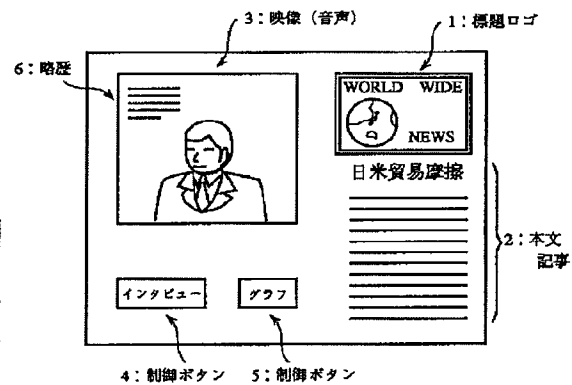 3：映像（音声）
1：標題ロゴ
6：略歴
WORLD WIDE
NEWS
日米貿易摩擦
2：本文
記事
インタビュー
グラフ
4：制御ボタン
5：制御ボタン